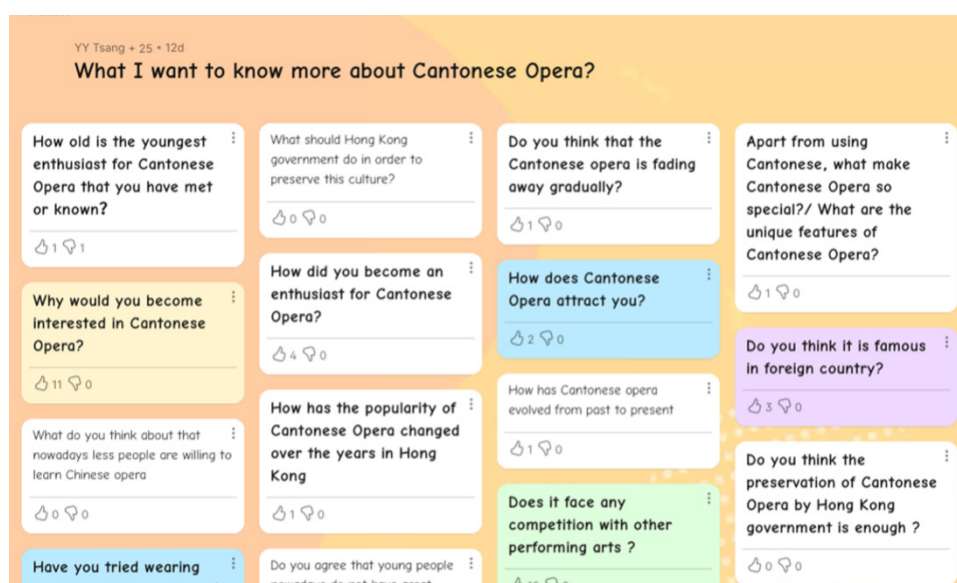 YY Tsang + 25 • 12d
What I want to know more about Cantonese Opera?
How old is the youngest
enthusiast for Cantonese
Opera that you have met
or known?
1 1
Why would you become
interested in Cantonese
Opera?
11 0
What do you think about that
nowadays less people are willing to
learn Chinese opera
0 0
Have you tried wearing
What should Hong Kong
government do in order to
preserve this culture?
0 0
How did you become an
enthusiast for Cantonese
Opera?
4 0
How has the popularity of
Cantonese Opera changed
over the years in Hong
Kong
1 0
Do you agree that young people
Do you think that the
Cantonese opera is fading
away gradually?
1 0
How does Cantonese
Opera attract you?
2 0
How has Cantonese opera
evolved from past to present
1 0
Does it face any
competition with other
performing arts ?
Apart from using
Cantonese, what make
Cantonese Opera so
special?/ What are the
unique features of
Cantonese Opera?
1 0
Do you think it is famous
in foreign country?
3 0
Do you think the
preservation of Cantonese
Opera by Hong Kong
government is enough ?
0 0